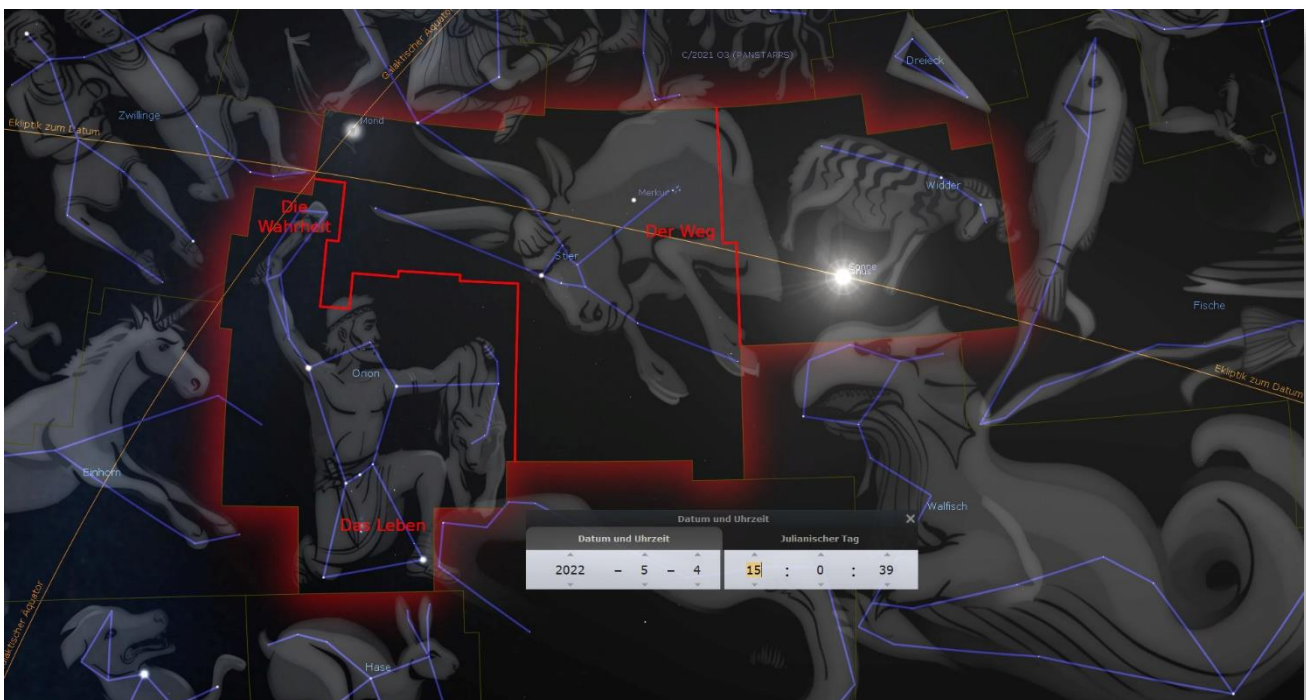 Galaktischer Äquator
C/2021 O3 (PANSTARRS)
Dreieck
Zwillinge
Ekliptik zum Datum
Mond
Merkur
Widder
Die
Wahrheit
Der Weg
Stier
Sonne
Fische
Orion
Ekliptik zum Datum
Einhorn
Das Leben
Walfisch
Datum und Uhrzeit ×
Datum und Uhrzeit Julianischer Tag
2022 – 5 – 4 15 : 0 : 39
Galaktischer Äquator
Hase